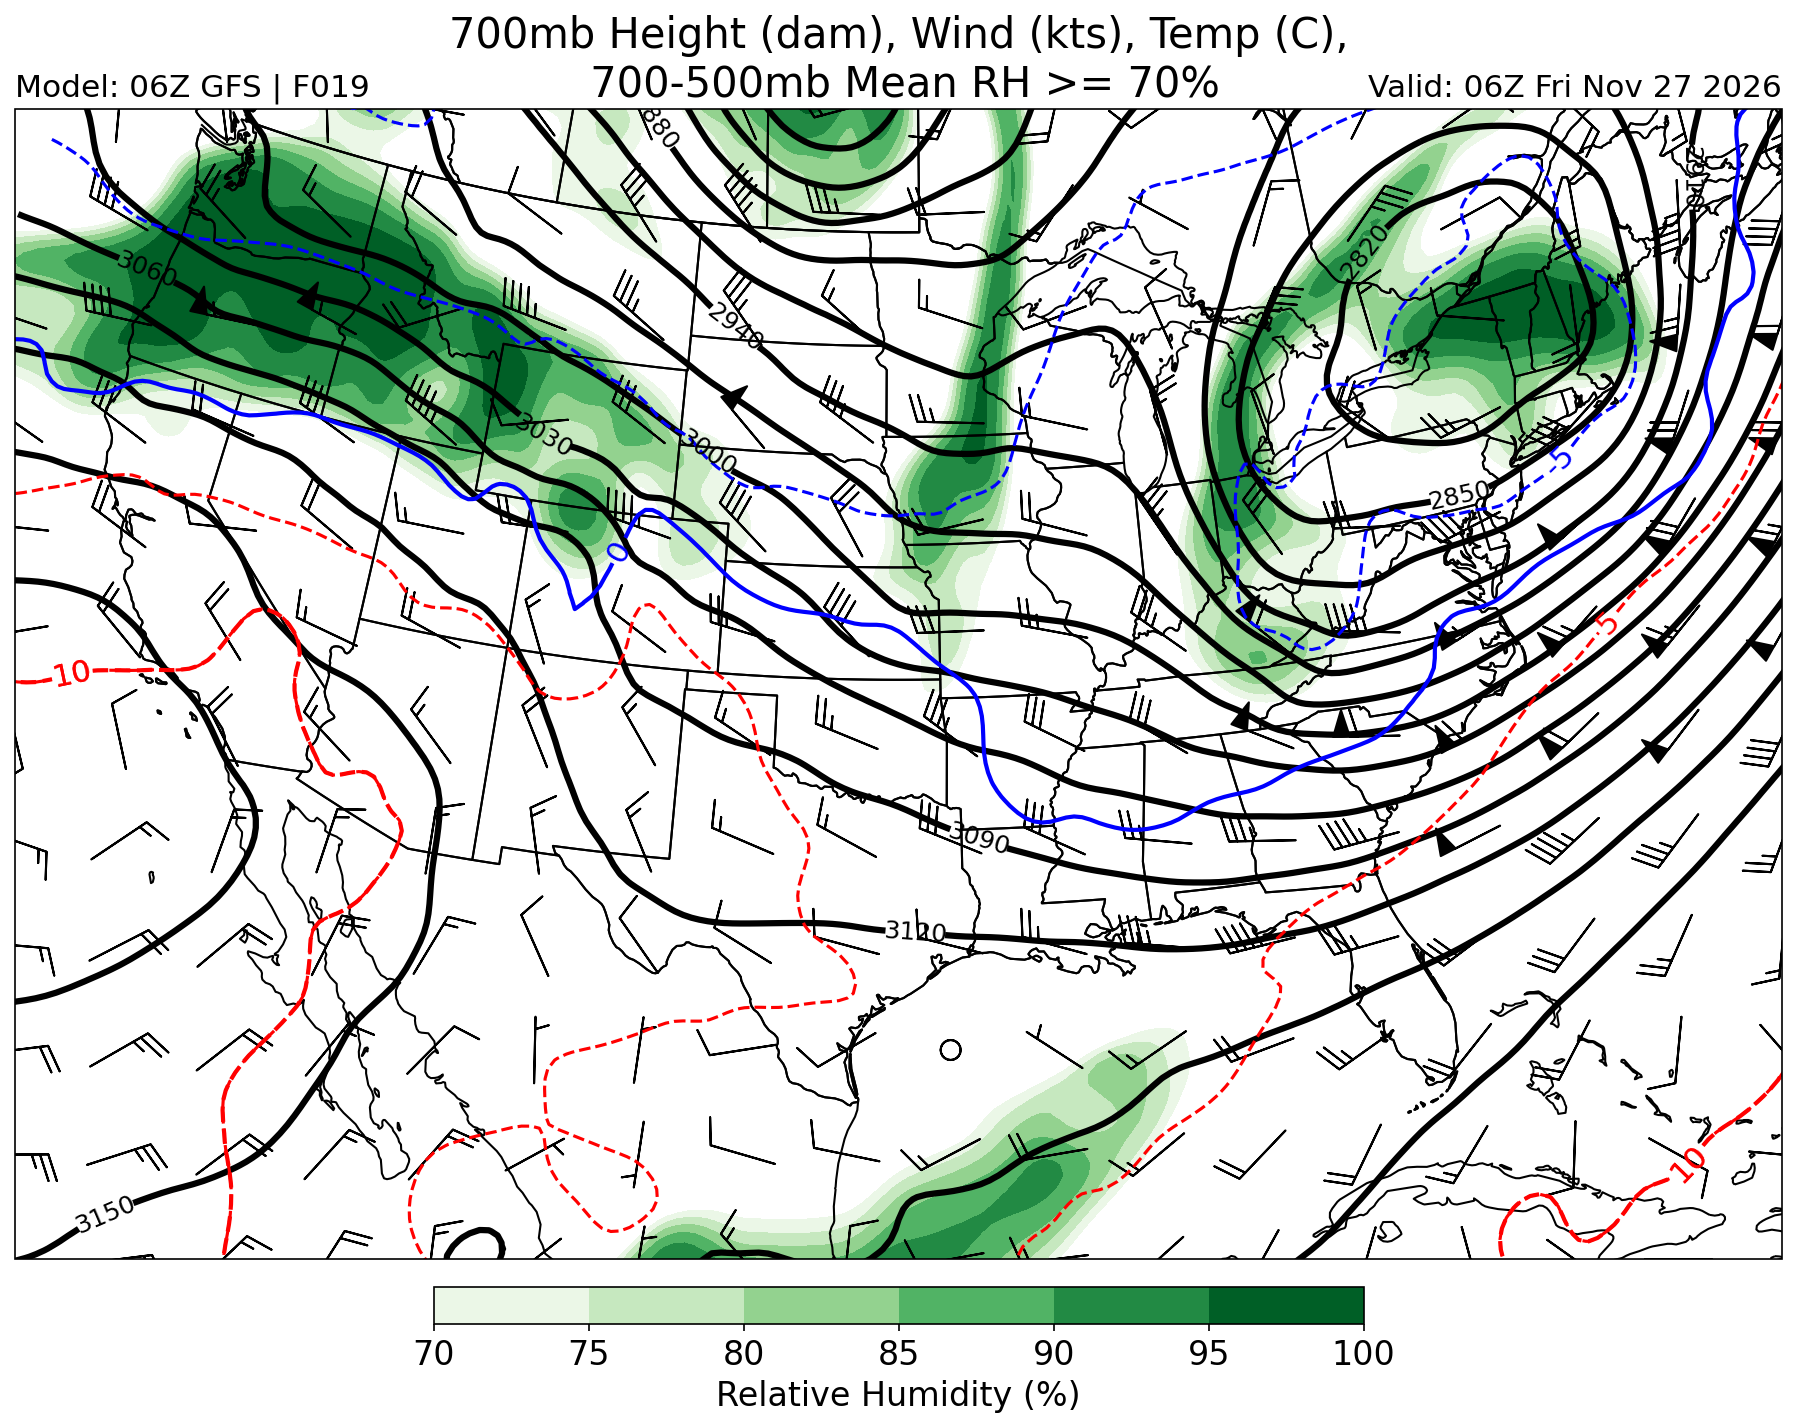 700mb Height (dam), Wind (kts), Temp (C),
Model: 06Z GFS | F019
700-500mb Mean RH >= 70%
Valid: 06Z Fri Nov 27 2026
2820
3060
2940
3030
3000
-5
2850
0
5
10
3090
3120
10
3150
70 75 80 85 90 95 100
Relative Humidity (%)